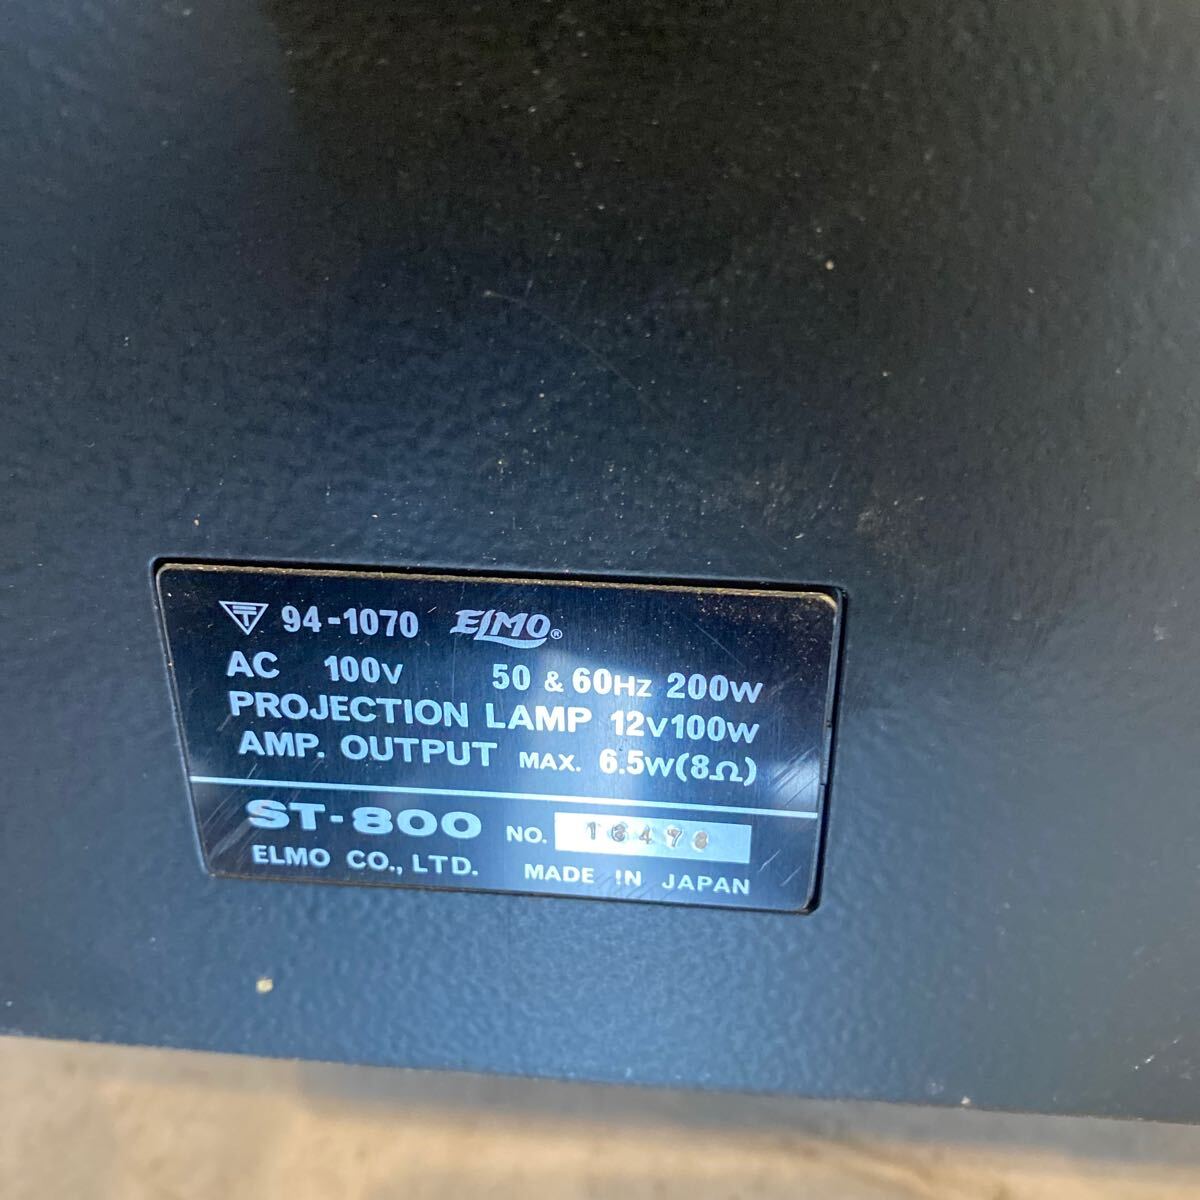 94-1070 ELMO®
AC 100V 50 & 60Hz 200W
PROJECTION LAMP 12V100W
AMP. OUTPUT MAX. 6.5W(8Ω)
ST-800 NO.
ELMO CO., LTD. MADE IN JAPAN